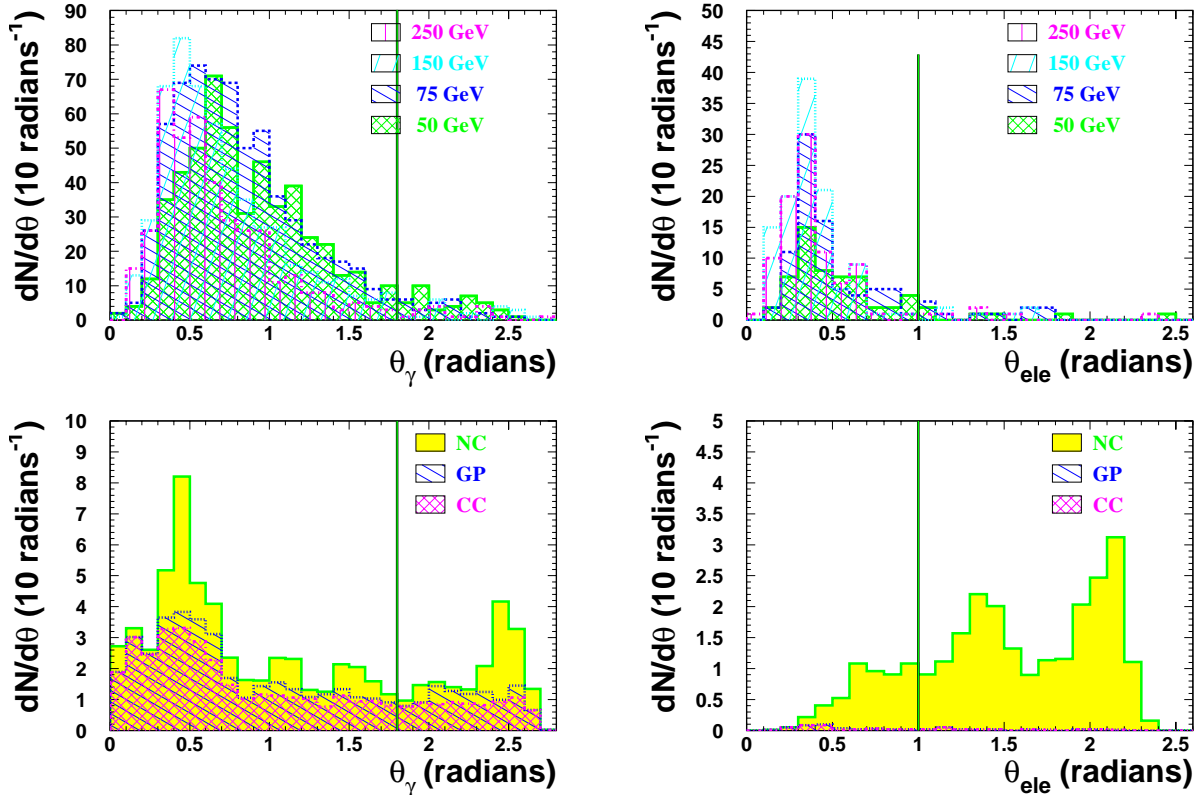 dN/dθ (10 radians⁻¹)
90
80
70
60
50
40
30
20
10
0
250 GeV
150 GeV
75 GeV
50 GeV
0 0.5 1 1.5 2 2.5
θγ (radians)
dN/dθ (10 radians⁻¹)
50
45
40
35
30
25
20
15
10
5
0
250 GeV
150 GeV
75 GeV
50 GeV
0 0.5 1 1.5 2 2.5
θele (radians)
dN/dθ (10 radians⁻¹)
10
9
8
7
6
5
4
3
2
1
0
NC
GP
CC
0 0.5 1 1.5 2 2.5
θγ (radians)
dN/dθ (10 radians⁻¹)
5
4.5
4
3.5
3
2.5
2
1.5
1
0.5
0
NC
GP
CC
0 0.5 1 1.5 2 2.5
θele (radians)